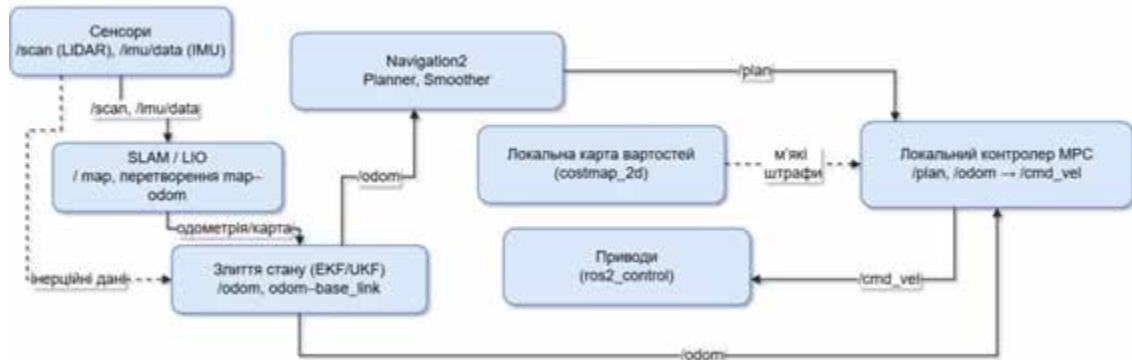 Сенсори
/scan (LiDAR), /imu/data (IMU)
/scan, /imu/data
SLAM / LIO
/ map, перетворення map–
odom
одометрія/карта
інерційні дані
Злиття стану (EKF/UKF)
/odom, odom–base_link
/odom
Navigation2
Planner, Smoother
/plan
Локальна карта вартостей
(costmap_2d)
м'які
штрафи
Локальний контролер MPC
/plan, /odom → /cmd_vel
Приводи
(ros2_control)
/cmd_vel
/odom